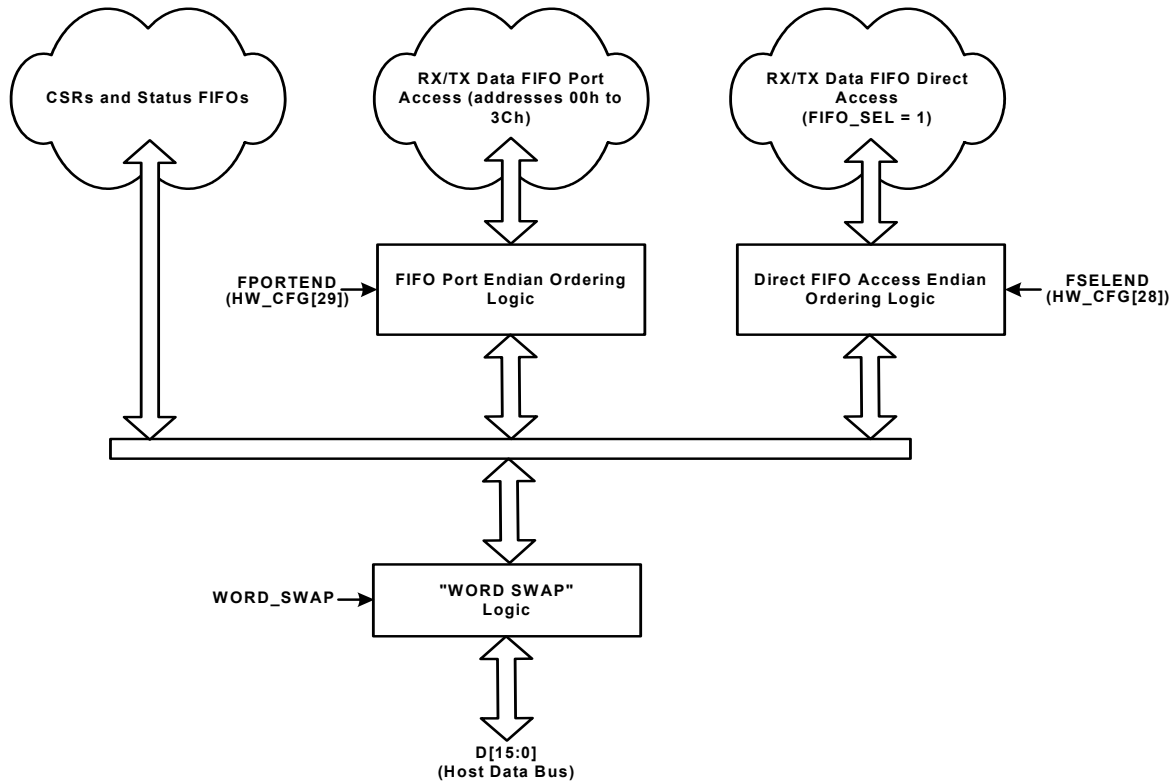 CSRs and Status FIFOs
RX/TX Data FIFO Port
Access (addresses 00h to
3Ch)
RX/TX Data FIFO Direct
Access
(FIFO_SEL = 1)
FPORTEND
(HW_CFG[29])
FIFO Port Endian Ordering
Logic
Direct FIFO Access Endian
Ordering Logic
FSELEND
(HW_CFG[28])
WORD_SWAP
"WORD SWAP"
Logic
D[15:0]
(Host Data Bus)